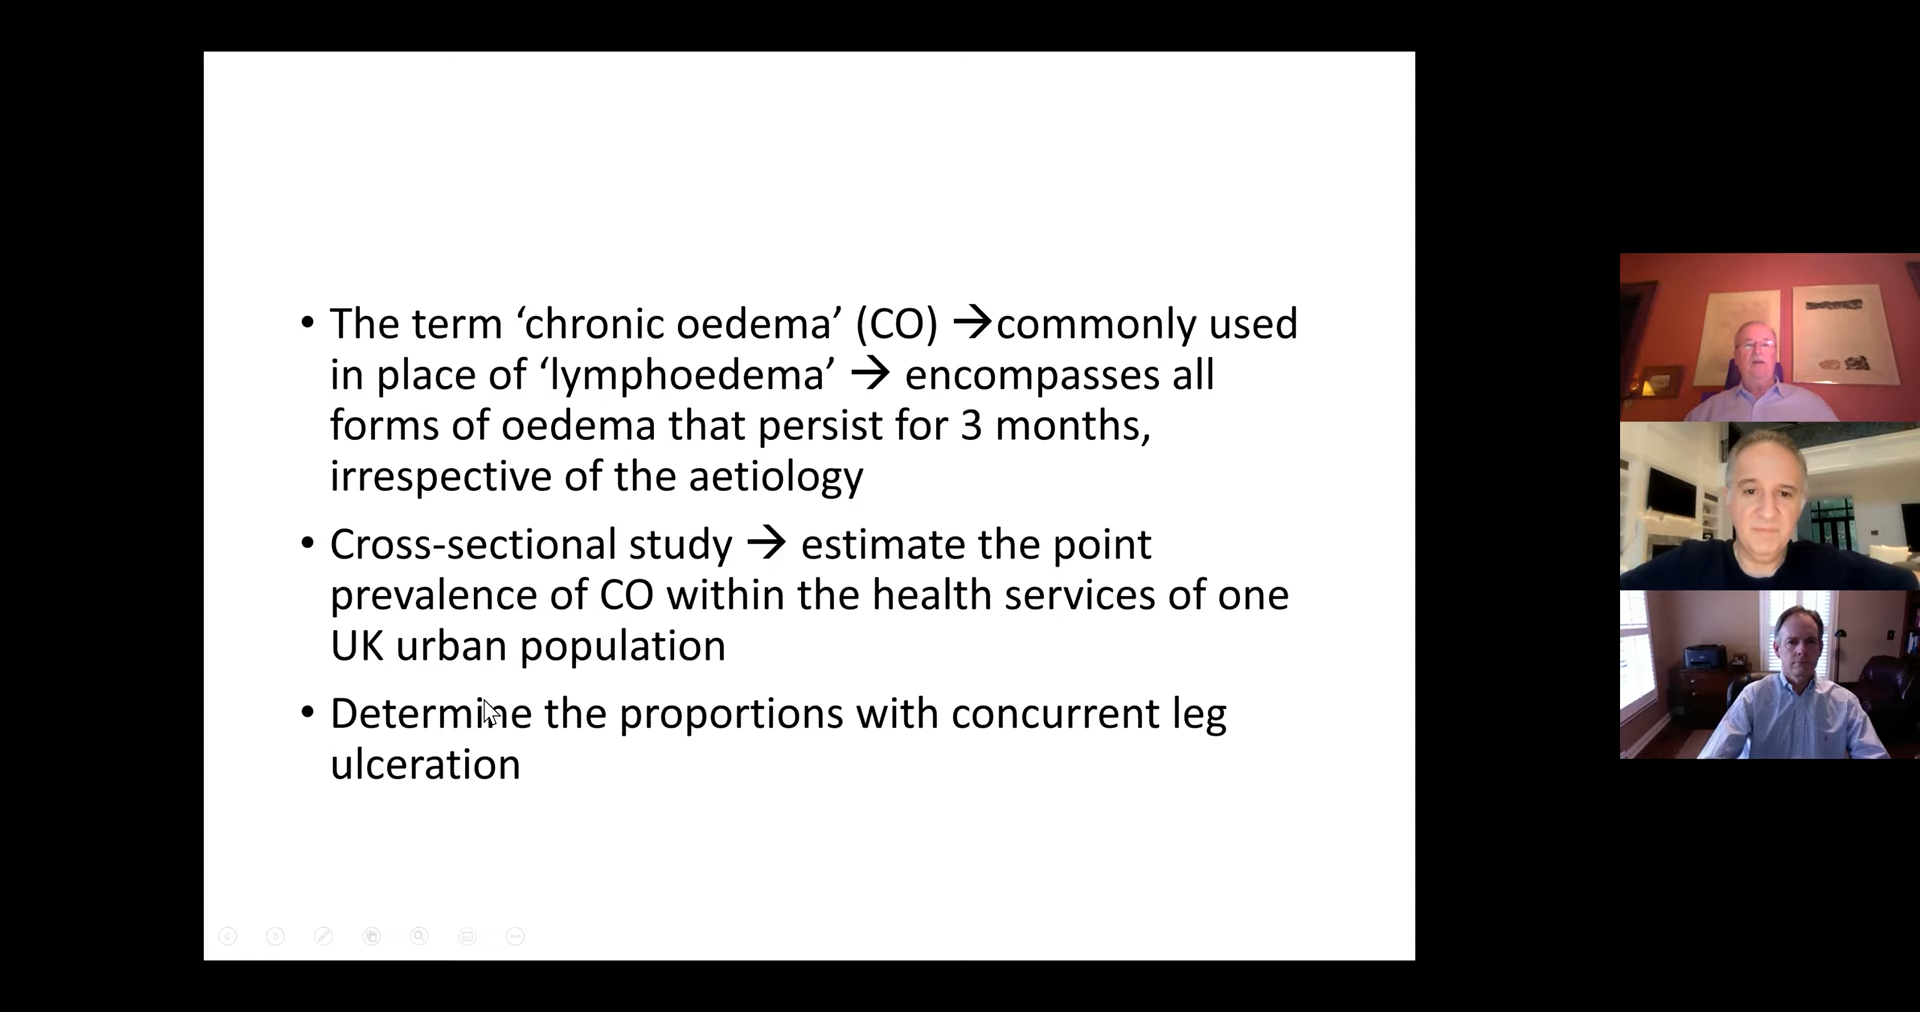 • The term ‘chronic oedema’ (CO) →commonly used
in place of ‘lymphoedema’ → encompasses all
forms of oedema that persist for 3 months,
irrespective of the aetiology
• Cross-sectional study → estimate the point
prevalence of CO within the health services of one
UK urban population
• Determine the proportions with concurrent leg
ulceration